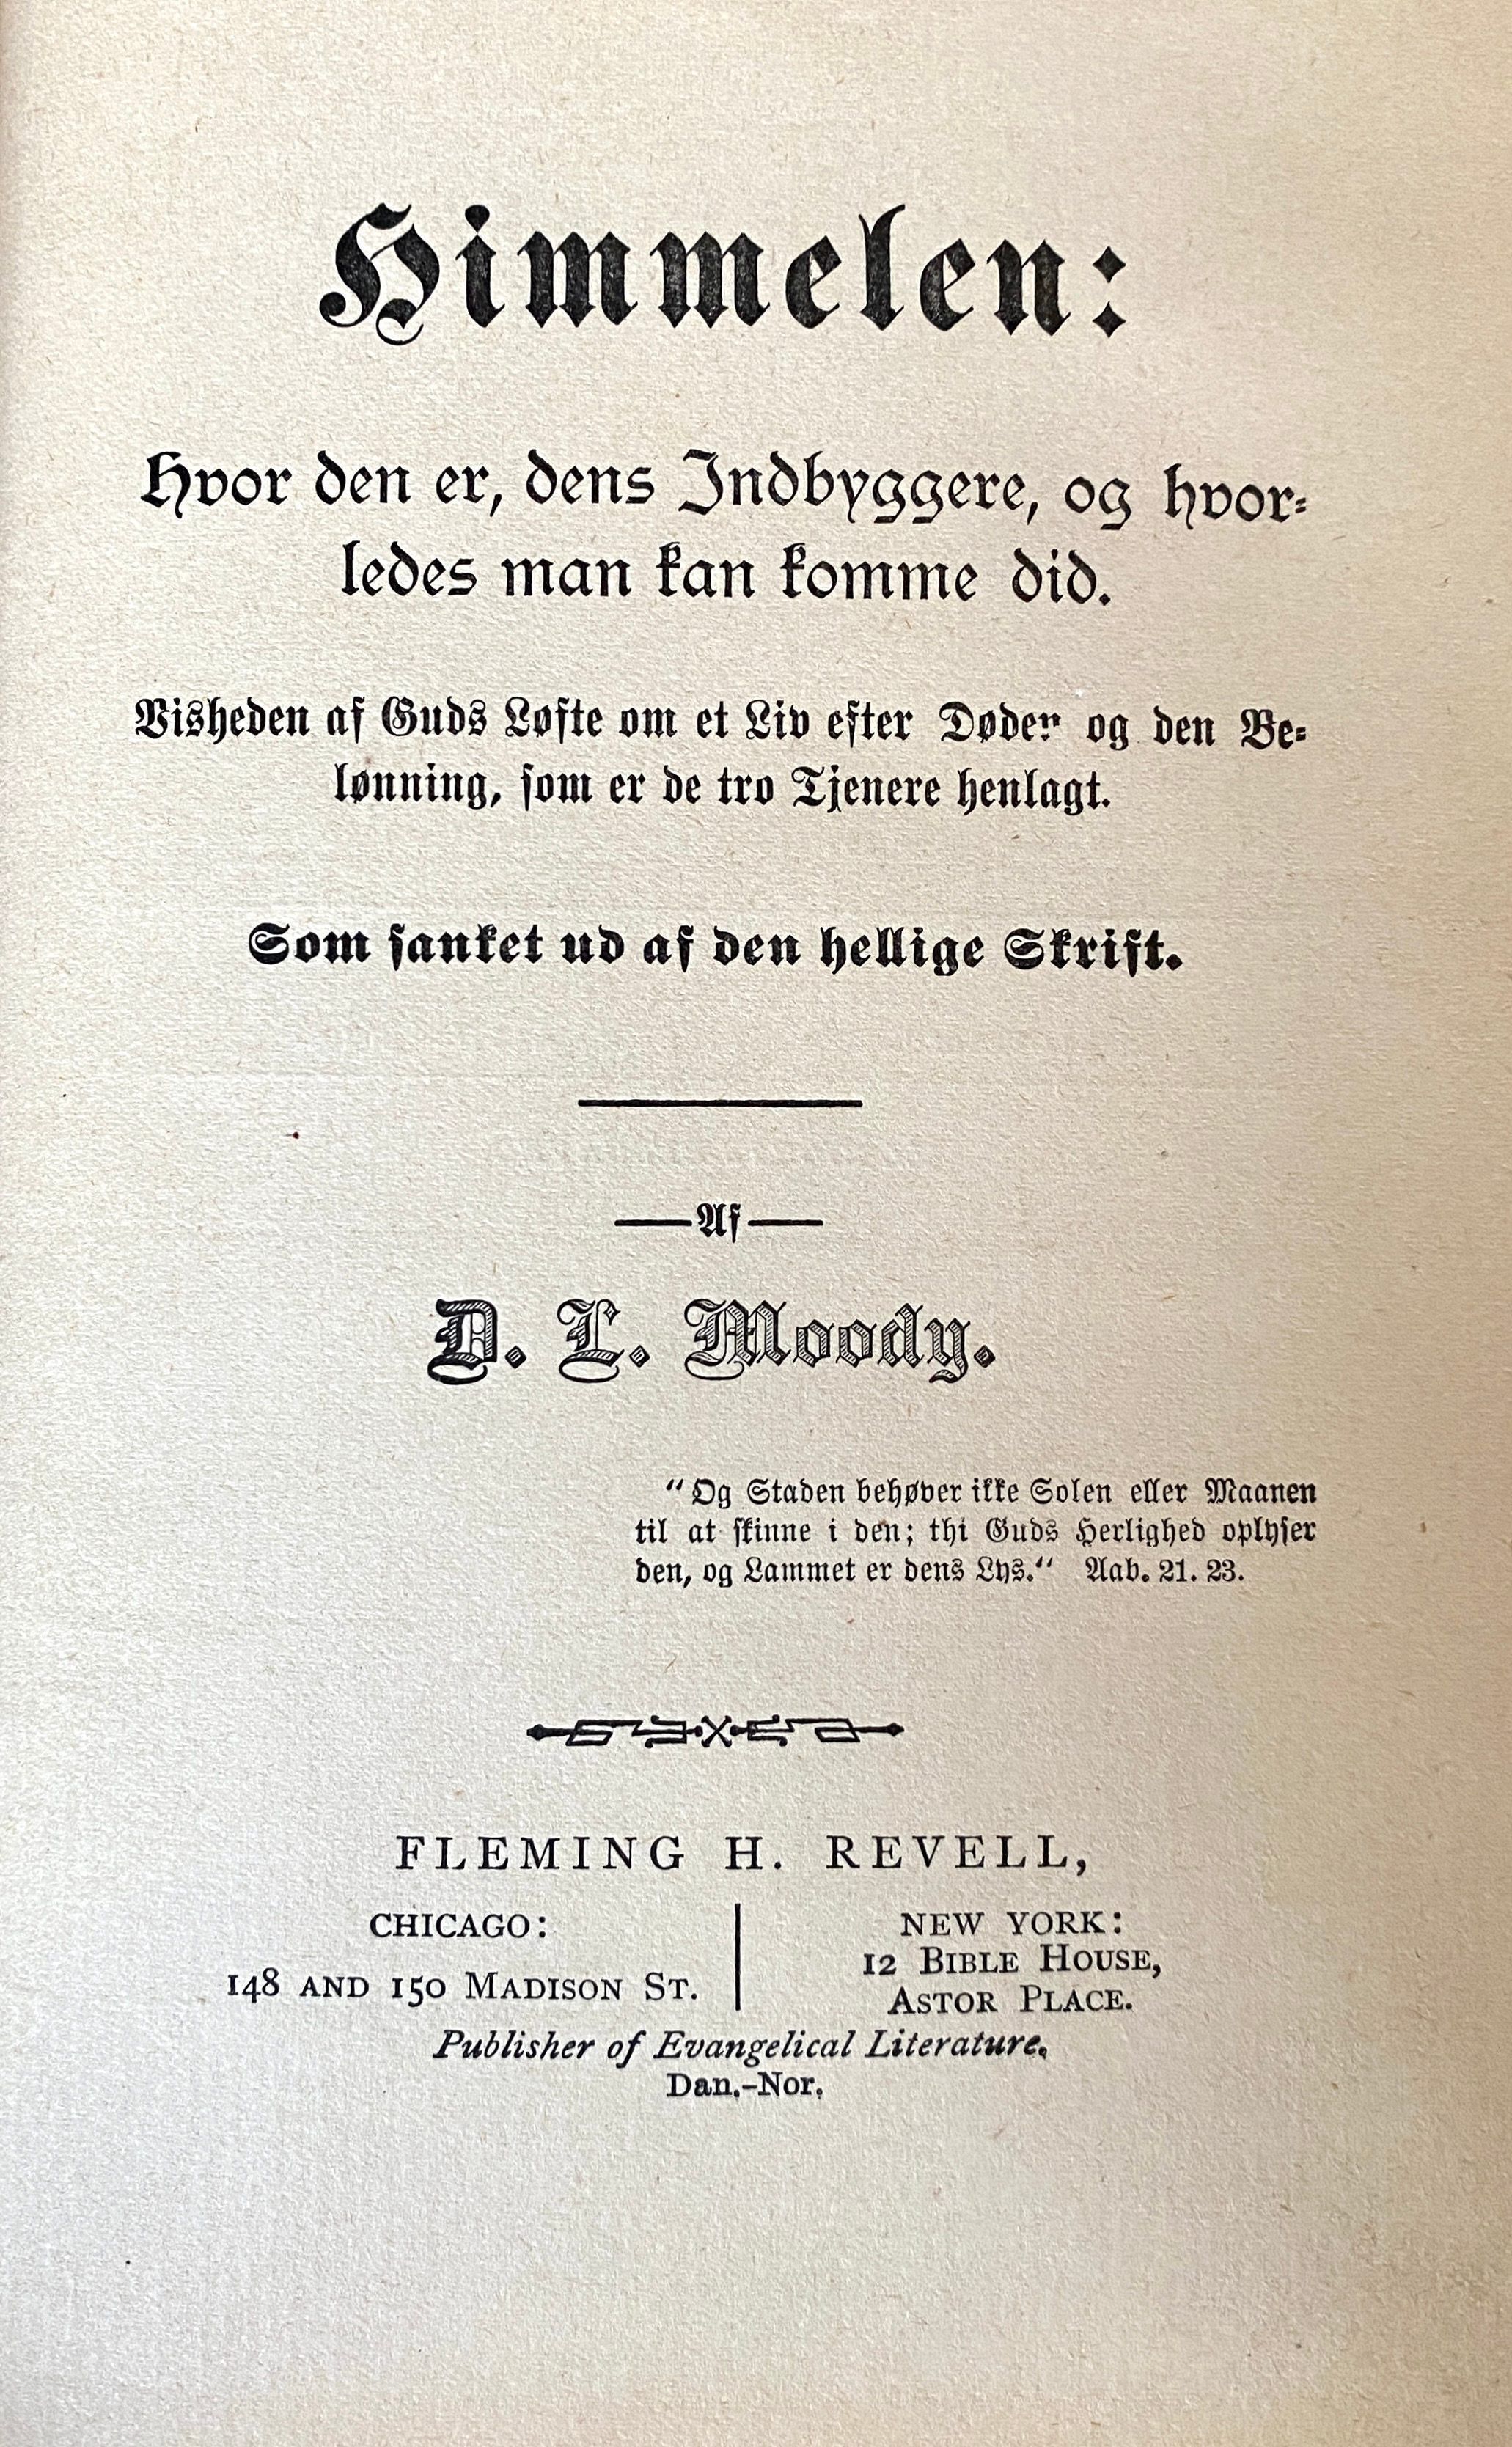 Himmelen:
Hvor den er, dens Indbyggere, og hvor-
ledes man kan komme did.
Visheden af Guds Løfte om et Liv efter Døden og den Be-
lønning, som er de tro Tjenere henlagt.
Som sanket ud af den hellige Skrift.
—Af—
D. L. Moody.
"Og Staden behøver ikke Solen eller Maanen
til at skinne i den; thi Guds Herlighed oplyser
den, og Lammet er dens Lys." Aab. 21. 23.
FLEMING H. REVELL,
CHICAGO:
148 AND 150 MADISON ST.
NEW YORK:
12 BIBLE HOUSE,
ASTOR PLACE.
Publisher of Evangelical Literature.
Dan.-Nor.